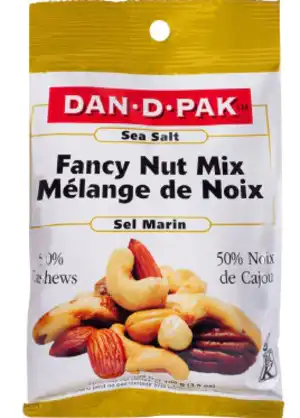 DAN·D·PAK
Sea Salt
Fancy Nut Mix
Mélange de Noix
Sel Marin
50% Noix
de Cajou